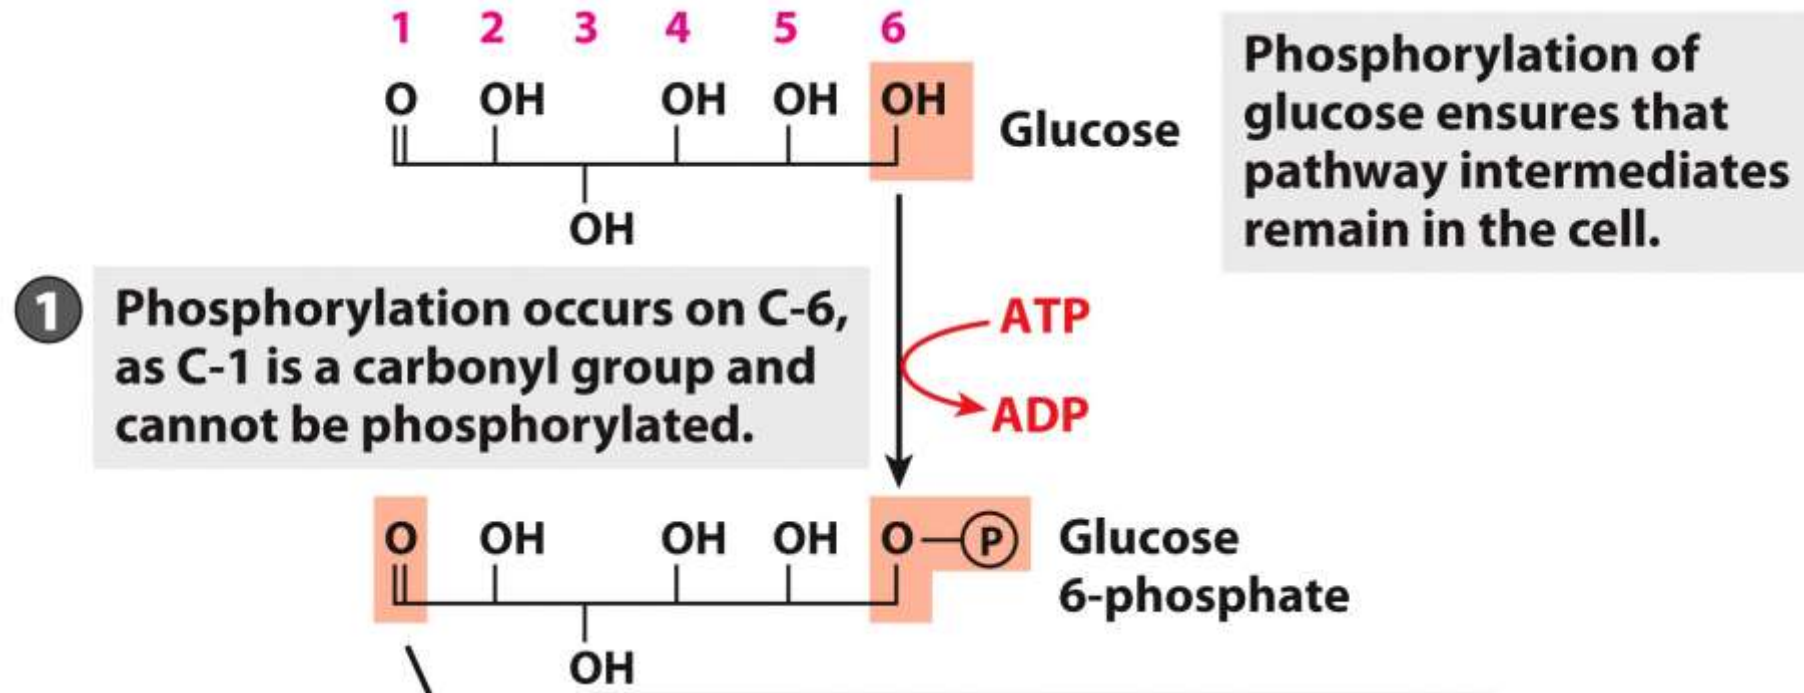 1 2 3 4 5 6
O OH OH OH OH
Glucose
OH
Phosphorylation of
glucose ensures that
pathway intermediates
remain in the cell.
1 Phosphorylation occurs on C-6,
as C-1 is a carbonyl group and
cannot be phosphorylated.
ATP
ADP
O OH OH OH O P
Glucose
6-phosphate
OH